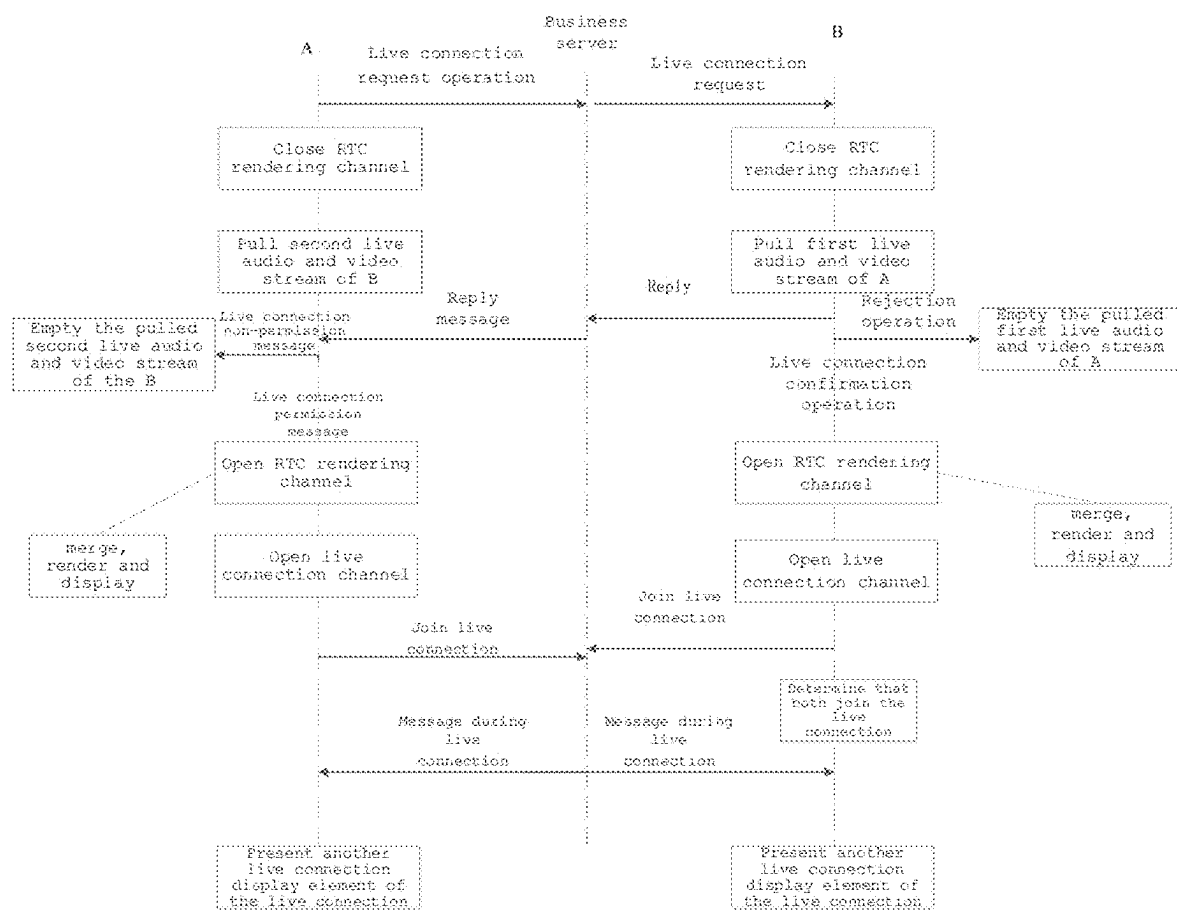 Business
server
A
B
Live connection
request operation
Live connection
request
Close RTC
rendering channel
Close RTC
rendering channel
Pull second live
audio and video
stream of B
Pull first live
audio and video
stream of A
Reply
message
Reply
Rejection
operation
Live connection
non-permission
message
Empty the pulled
second live audio
and video stream
of the B
Empty the pulled
first live audio
and video stream
of A
Live connection
confirmation
operation
Live connection
permission
message
Open RTC rendering
channel
Open RTC rendering
channel
merge,
render and
display
merge,
render and
display
Open live
connection channel
Open live
connection channel
Join live
connection
Join live
connection
Determine that
both join the
live
connection
Message during
live
connection
Message during
live
connection
Present another
live connection
display element of
the live connection
Present another
live connection
display element of
the live connection